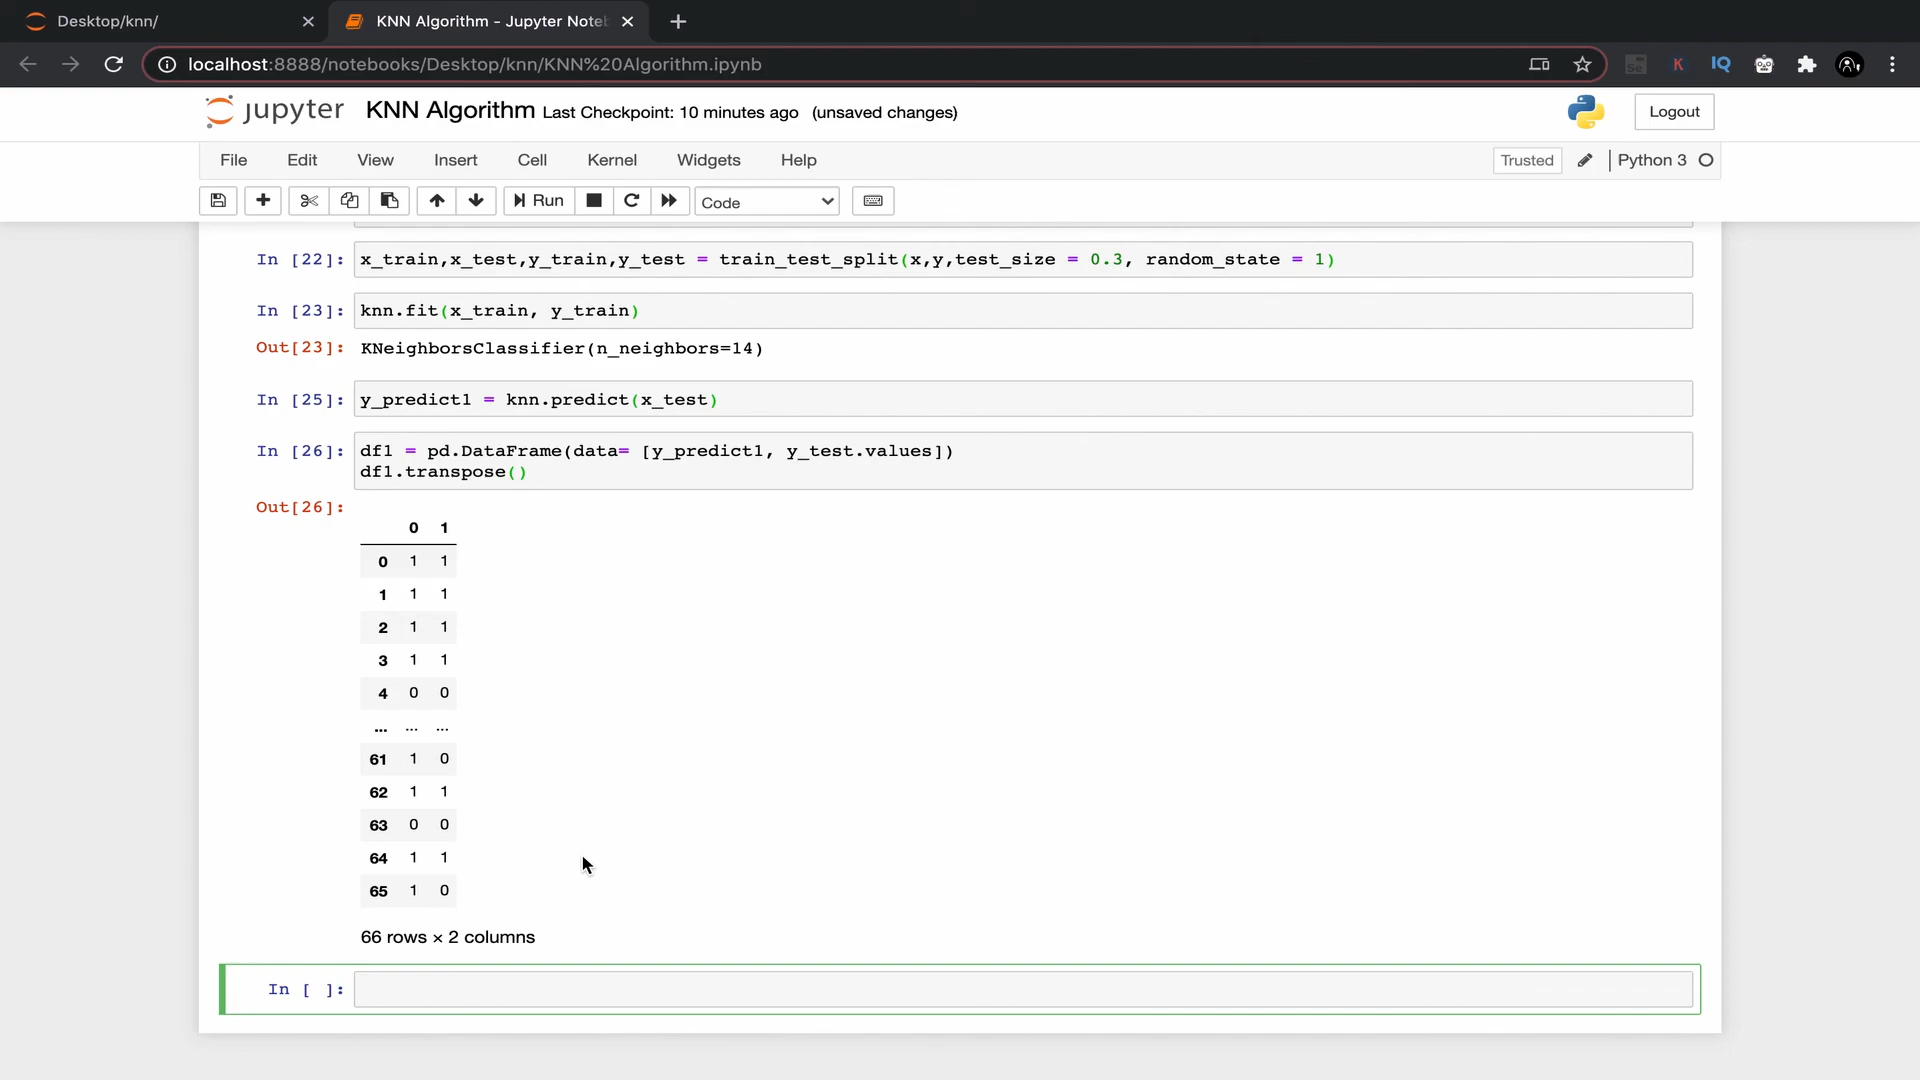 Desktop/knn/
KNN Algorithm - Jupyter Note
localhost:8888/notebooks/Desktop/knn/KNN%20Algorithm.ipynb
Se K IQ
jupyter KNN Algorithm Last Checkpoint: 10 minutes ago (unsaved changes)
Logout
File Edit View Insert Cell Kernel Widgets Help
Trusted Python 3
Run Code
In [22]: x_train,x_test,y_train,y_test = train_test_split(x,y,test_size = 0.3, random_state = 1)
In [23]: knn.fit(x_train, y_train)
Out[23]: KNeighborsClassifier(n_neighbors=14)
In [25]: y_predict1 = knn.predict(x_test)
In [26]: df1 = pd.DataFrame(data= [y_predict1, y_test.values])
df1.transpose()
Out[26]:
0 1
0 1 1
1 1 1
2 1 1
3 1 1
4 0 0
... ... ...
61 1 0
62 1 1
63 0 0
64 1 1
65 1 0
66 rows × 2 columns
In [ ]: